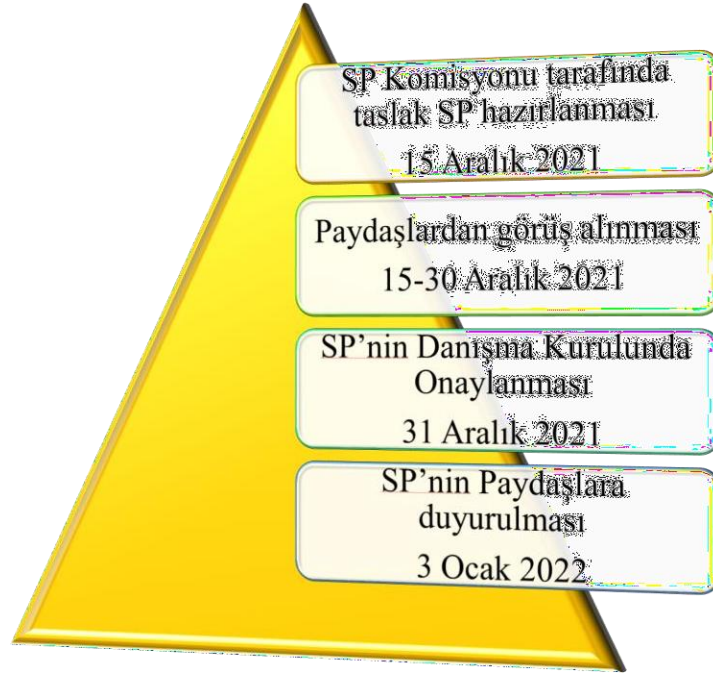 SP Komisyonu tarafında
taslak SP hazırlanması
15 Aralık 2021
Paydaşlardan görüş alınması
15-30 Aralık 2021
SP’nin Danışma Kurulunda
Onaylanması
31 Aralık 2021
SP’nin Paydaşlara
duyurulması
3 Ocak 2022